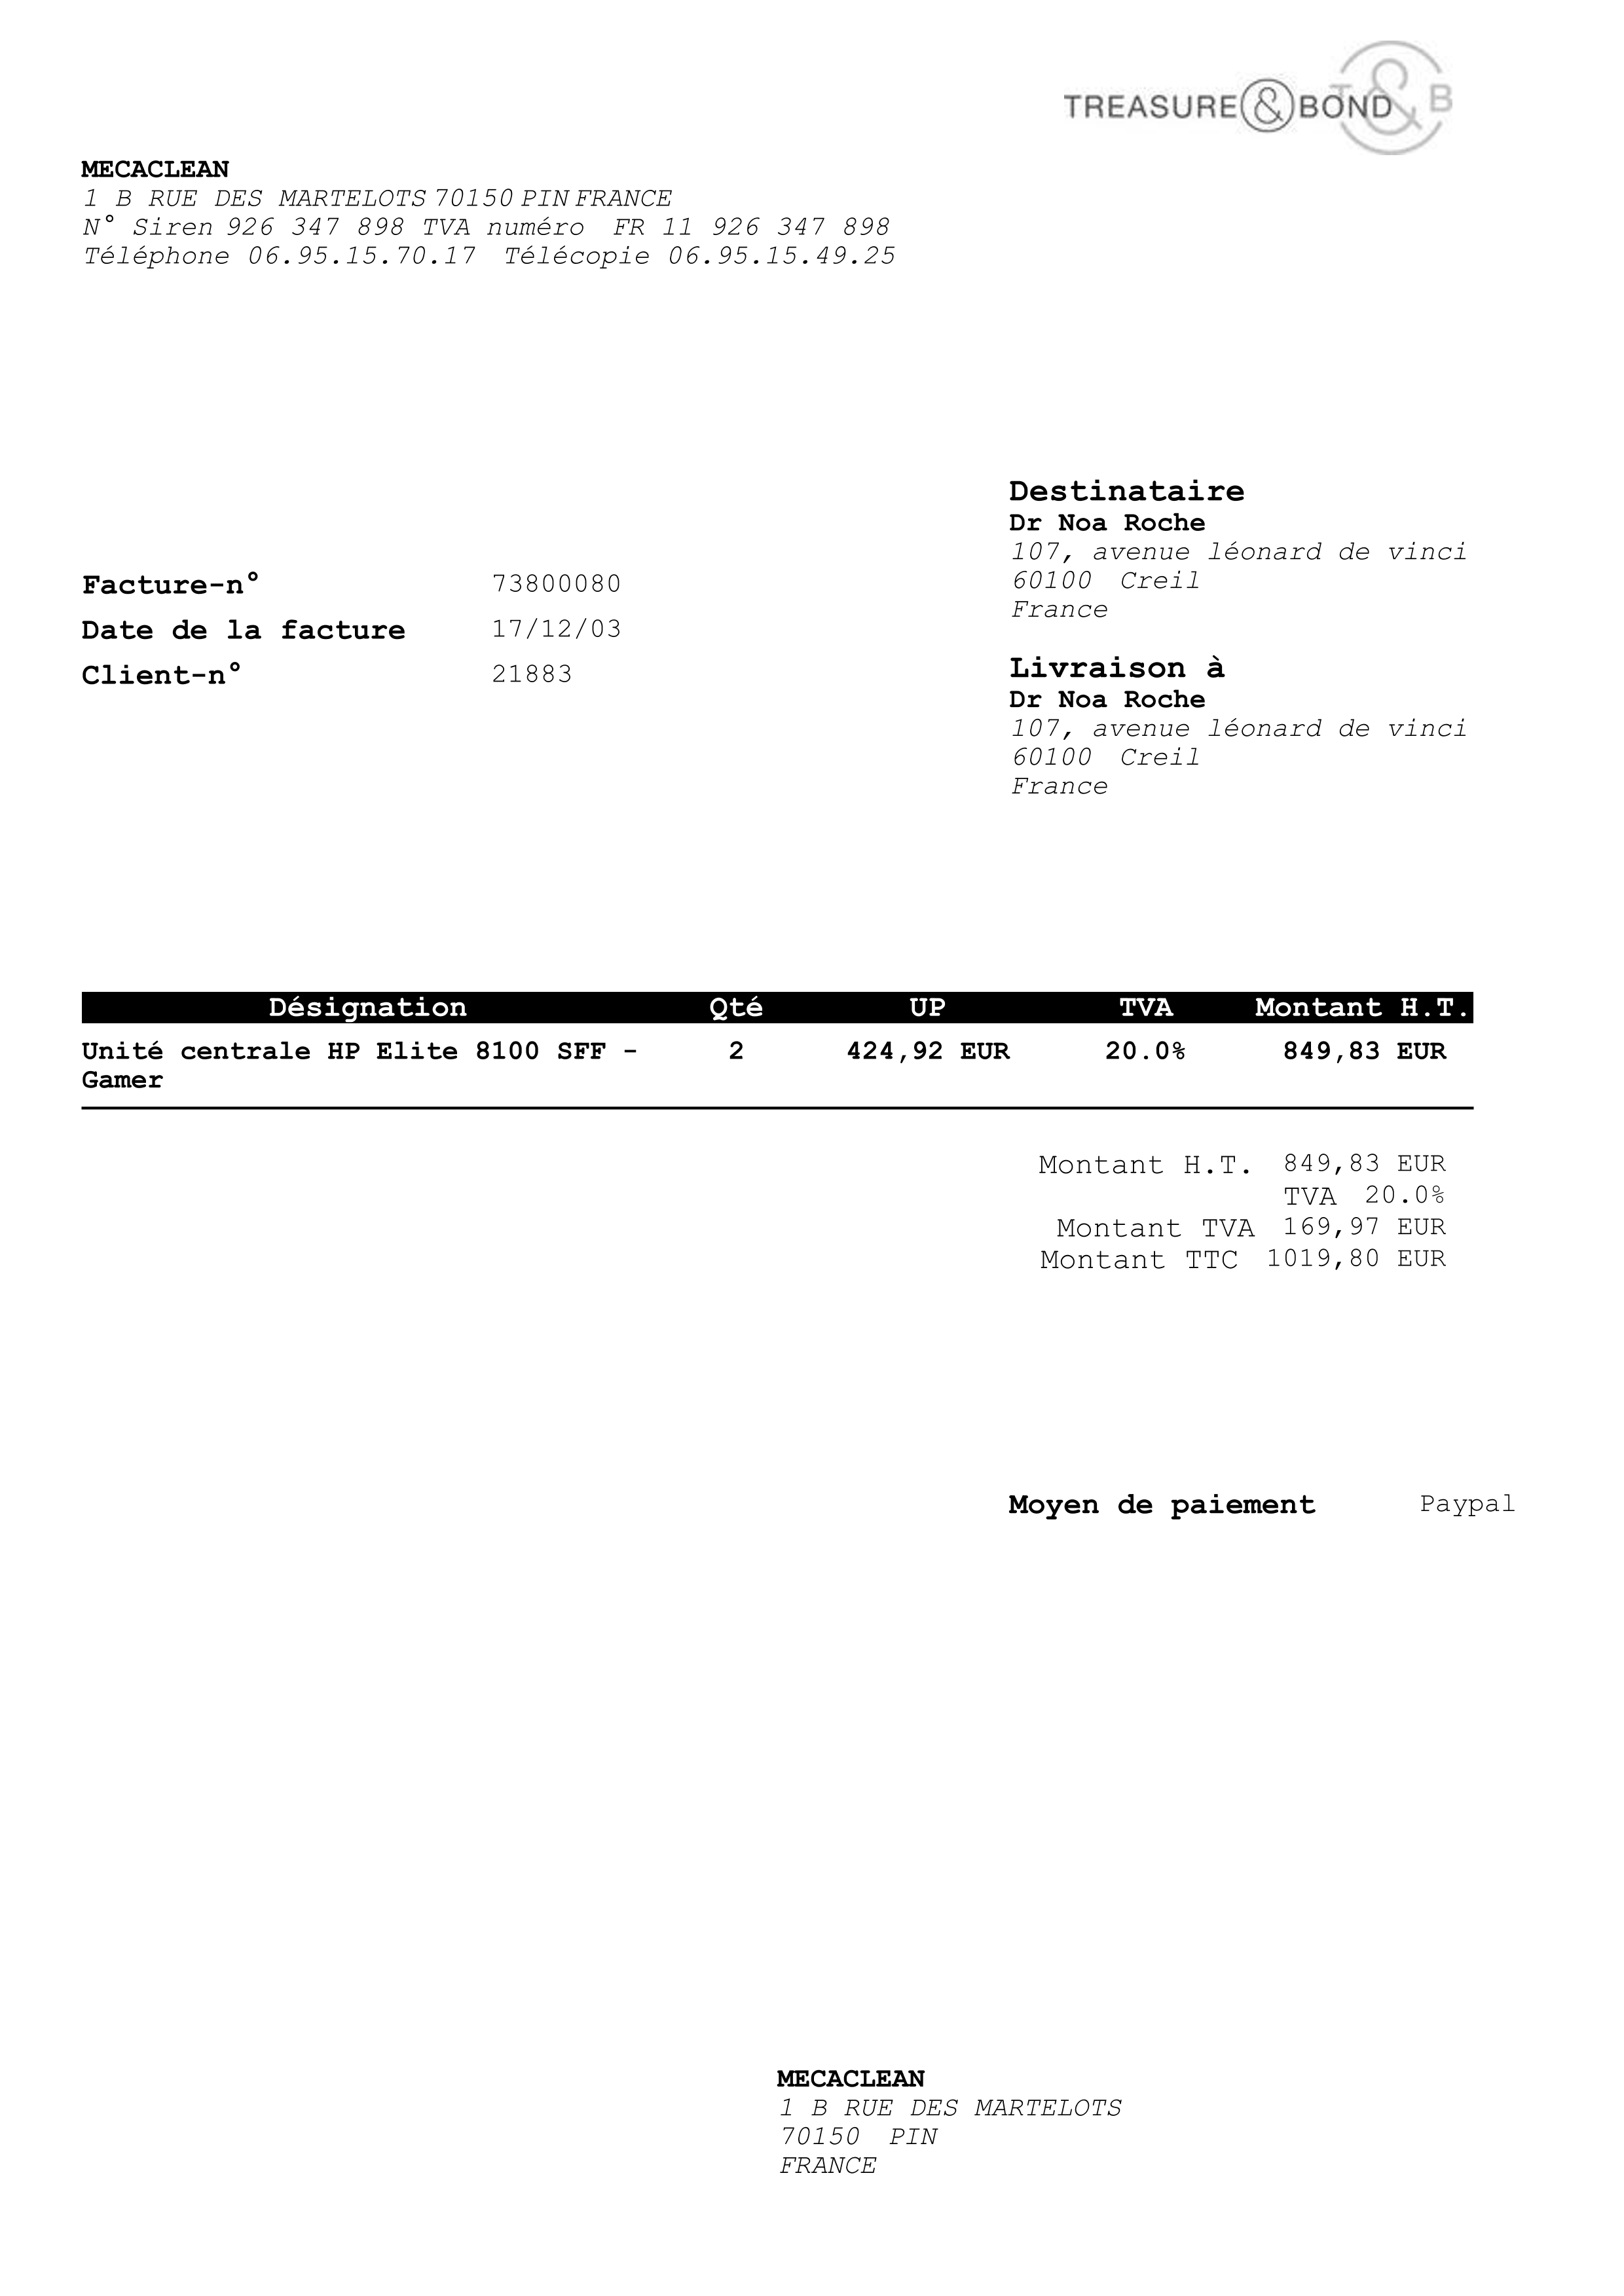 TREASURE & BOND
T & B
MECACLEAN
1 B RUE DES MARTELOTS 70150 PIN FRANCE
N° Siren 926 347 898 TVA numéro FR 11 926 347 898
Téléphone 06.95.15.70.17 Télécopie 06.95.15.49.25
Destinataire
Dr Noa Roche
107, avenue léonard de vinci
60100 Creil
France
Facture-n° 73800080
Date de la facture 17/12/03
Client-n° 21883
Livraison à
Dr Noa Roche
107, avenue léonard de vinci
60100 Creil
France
Désignation Qté UP TVA Montant H.T.
Unité centrale HP Elite 8100 SFF - 2 424,92 EUR 20.0% 849,83 EUR
Gamer
Montant H.T. 849,83 EUR
TVA 20.0%
Montant TVA 169,97 EUR
Montant TTC 1019,80 EUR
Moyen de paiement Paypal
MECACLEAN
1 B RUE DES MARTELOTS
70150 PIN
FRANCE